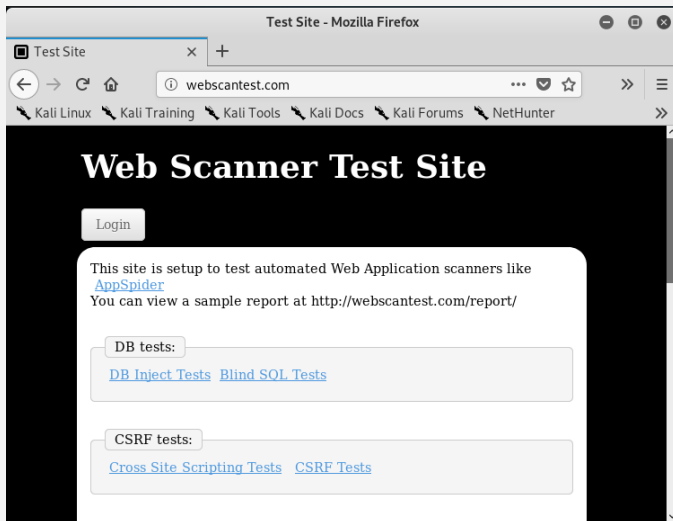 Test Site - Mozilla Firefox
Test Site
webscantest.com
Kali Linux Kali Training Kali Tools Kali Docs Kali Forums NetHunter
Web Scanner Test Site
Login
This site is setup to test automated Web Application scanners like
AppSpider
You can view a sample report at http://webscantest.com/report/
DB tests:
DB Inject Tests Blind SQL Tests
CSRF tests:
Cross Site Scripting Tests CSRF Tests